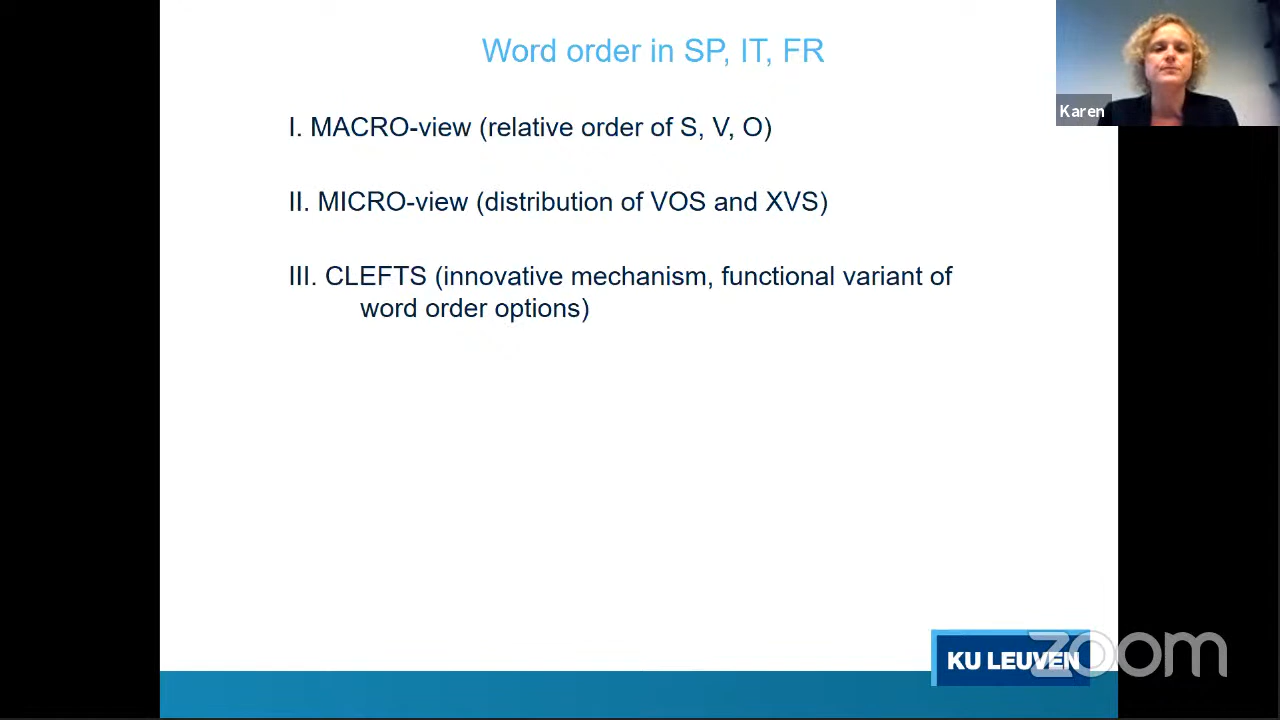 Word order in SP, IT, FR
Karen
I. MACRO-view (relative order of S, V, O)
II. MICRO-view (distribution of VOS and XVS)
III. CLEFTS (innovative mechanism, functional variant of
word order options)
KU LEUVEN
zoom